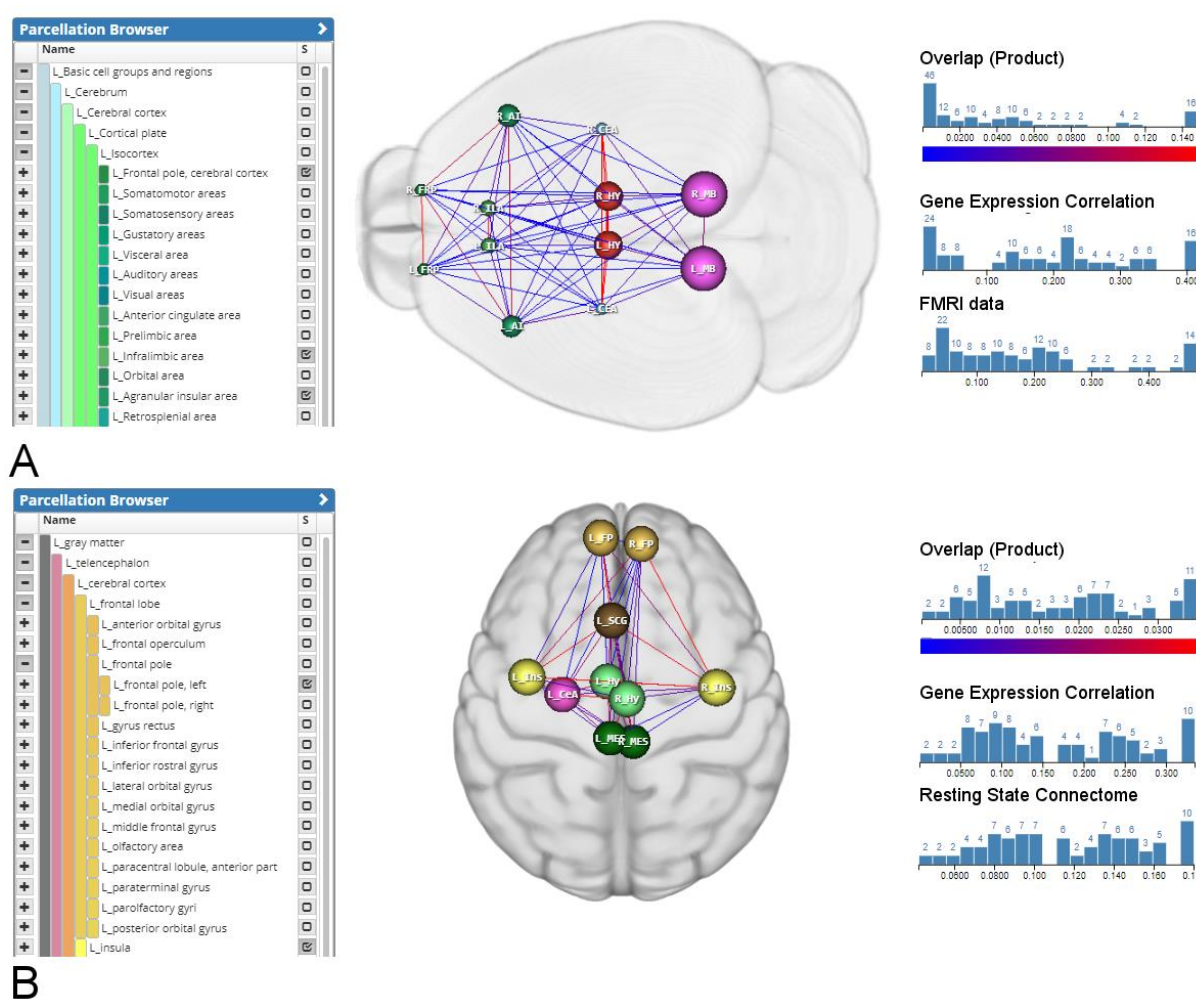 Parcellation Browser
Name S
L_Basic cell groups and regions
L_Cerebrum
L_Cerebral cortex
L_Cortical plate
L_Isocortex
L_Frontal pole, cerebral cortex
L_Somatomotor areas
L_Somatosensory areas
L_Gustatory areas
L_Visceral area
L_Auditory areas
L_Visual areas
L_Anterior cingulate area
L_Prelimbic area
L_Infralimbic area
L_Orbital area
L_Agranular insular area
L_Retrosplenial area
A
R_AI
R_CEA
R_FRP
R_HY
R_MB
L_ILA
L_HY
L_FRP
L_MB
L_CEA
L_AI
Overlap (Product)
46 12 6 10 4 8 10 6 2 2 2 2 4 2 16
0.0200 0.0400 0.0600 0.0800 0.100 0.120 0.140
Gene Expression Correlation
24 8 8 2 10 6 6 4 18 6 4 4 2 6 6 16
0.100 0.200 0.300 0.400
FMRI data
8 22 10 8 8 10 8 6 12 10 6 2 2 2 2 2 14
0.100 0.200 0.300 0.400
Parcellation Browser
Name S
L_gray matter
L_telencephalon
L_cerebral cortex
L_frontal lobe
L_anterior orbital gyrus
L_frontal operculum
L_frontal pole
L_frontal pole, left
L_frontal pole, right
L_gyrus rectus
L_inferior frontal gyrus
L_inferior rostral gyrus
L_lateral orbital gyrus
L_medial orbital gyrus
L_middle frontal gyrus
L_olfactory area
L_paracentral lobule, anterior part
L_paraterminal gyrus
L_parolfactory gyri
L_posterior orbital gyrus
L_insula
B
L_FP R_FP
L_SCG
L_Ins
L_Hy
R_Ins
L_CeA
R_Hy
L_MES
R_MES
Overlap (Product)
2 2 6 5 12 3 5 5 2 3 3 6 7 7 2 1 3 5 11
0.00600 0.0100 0.0150 0.0200 0.0250 0.0300
Gene Expression Correlation
2 2 2 8 7 9 8 4 6 4 4 1 7 6 5 2 3 10
0.0500 0.100 0.150 0.200 0.250 0.300
Resting State Connectome
2 2 2 4 4 7 6 7 7 6 2 4 7 6 6 3 5 10
0.0600 0.0800 0.100 0.120 0.140 0.160